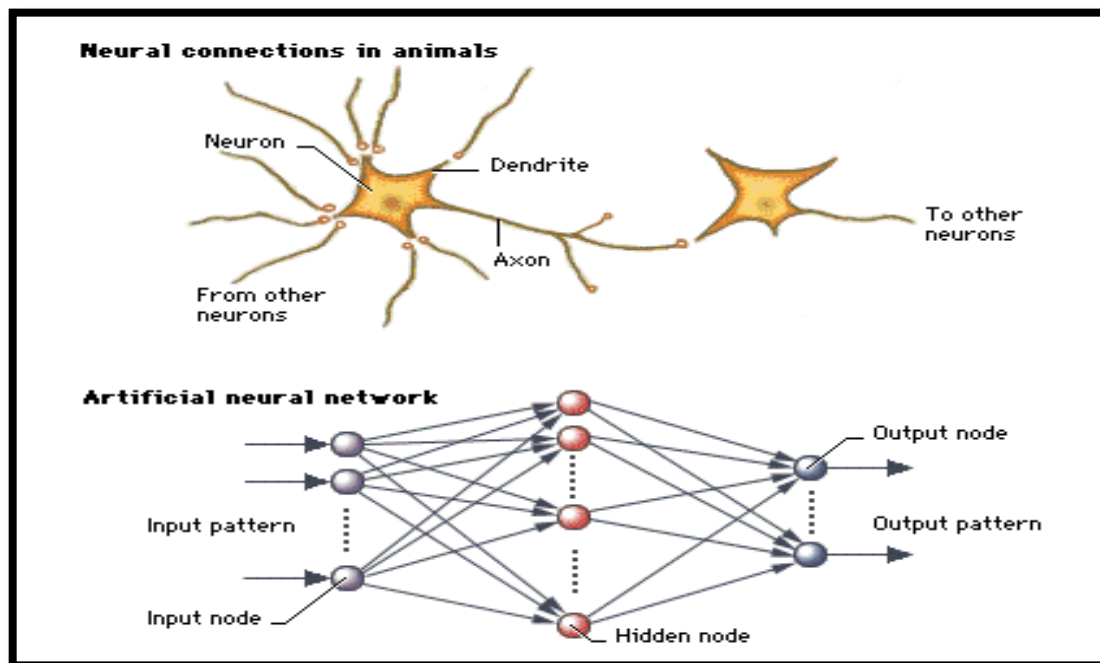 Neural connections in animals
Neuron
Dendrite
To other
neurons
Axon
From other
neurons
Artificial neural network
Output node
Input pattern
Output pattern
Input node
Hidden node